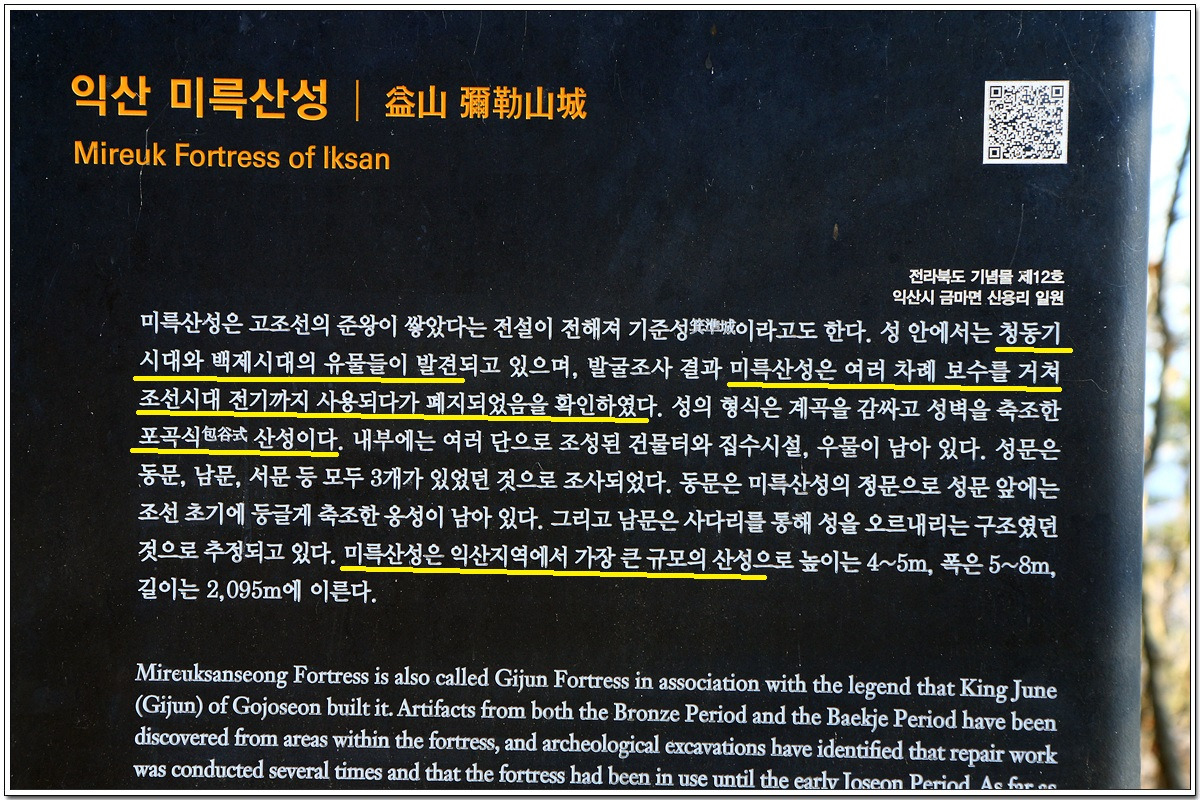 익산 미륵산성 | 益山 彌勒山城
Mireuk Fortress of Iksan
전라북도 기념물 제12호
익산시 금마면 신용리 일원
미륵산성은 고조선의 준왕이 쌓았다는 전설이 전해져 기준성箕準城이라고도 한다. 성 안에서는 청동기
시대와 백제시대의 유물들이 발견되고 있으며, 발굴조사 결과 미륵산성은 여러 차례 보수를 거쳐
조선시대 전기까지 사용되다가 폐지되었음을 확인하였다. 성의 형식은 계곡을 감싸고 성벽을 축조한
포곡식包谷式 산성이다. 내부에는 여러 단으로 조성된 건물터와 집수시설, 우물이 남아 있다. 성문은
동문, 남문, 서문 등 모두 3개가 있었던 것으로 조사되었다. 동문은 미륵산성의 정문으로 성문 앞에는
조선 초기에 둥글게 축조한 옹성이 남아 있다. 그리고 남문은 사다리를 통해 성을 오르내리는 구조였던
것으로 추정되고 있다. 미륵산성은 익산지역에서 가장 큰 규모의 산성으로 높이는 4~5m, 폭은 5~8m,
길이는 2,095m에 이른다.
Mireuksanseong Fortress is also called Gijun Fortress in association with the legend that King June
(Gijun) of Gojoseon built it. Artifacts from both the Bronze Period and the Baekje Period have been
discovered from areas within the fortress, and archeological excavations have identified that repair work
was conducted several times and that the fortress had been in use until the early Joseon Period. As far as